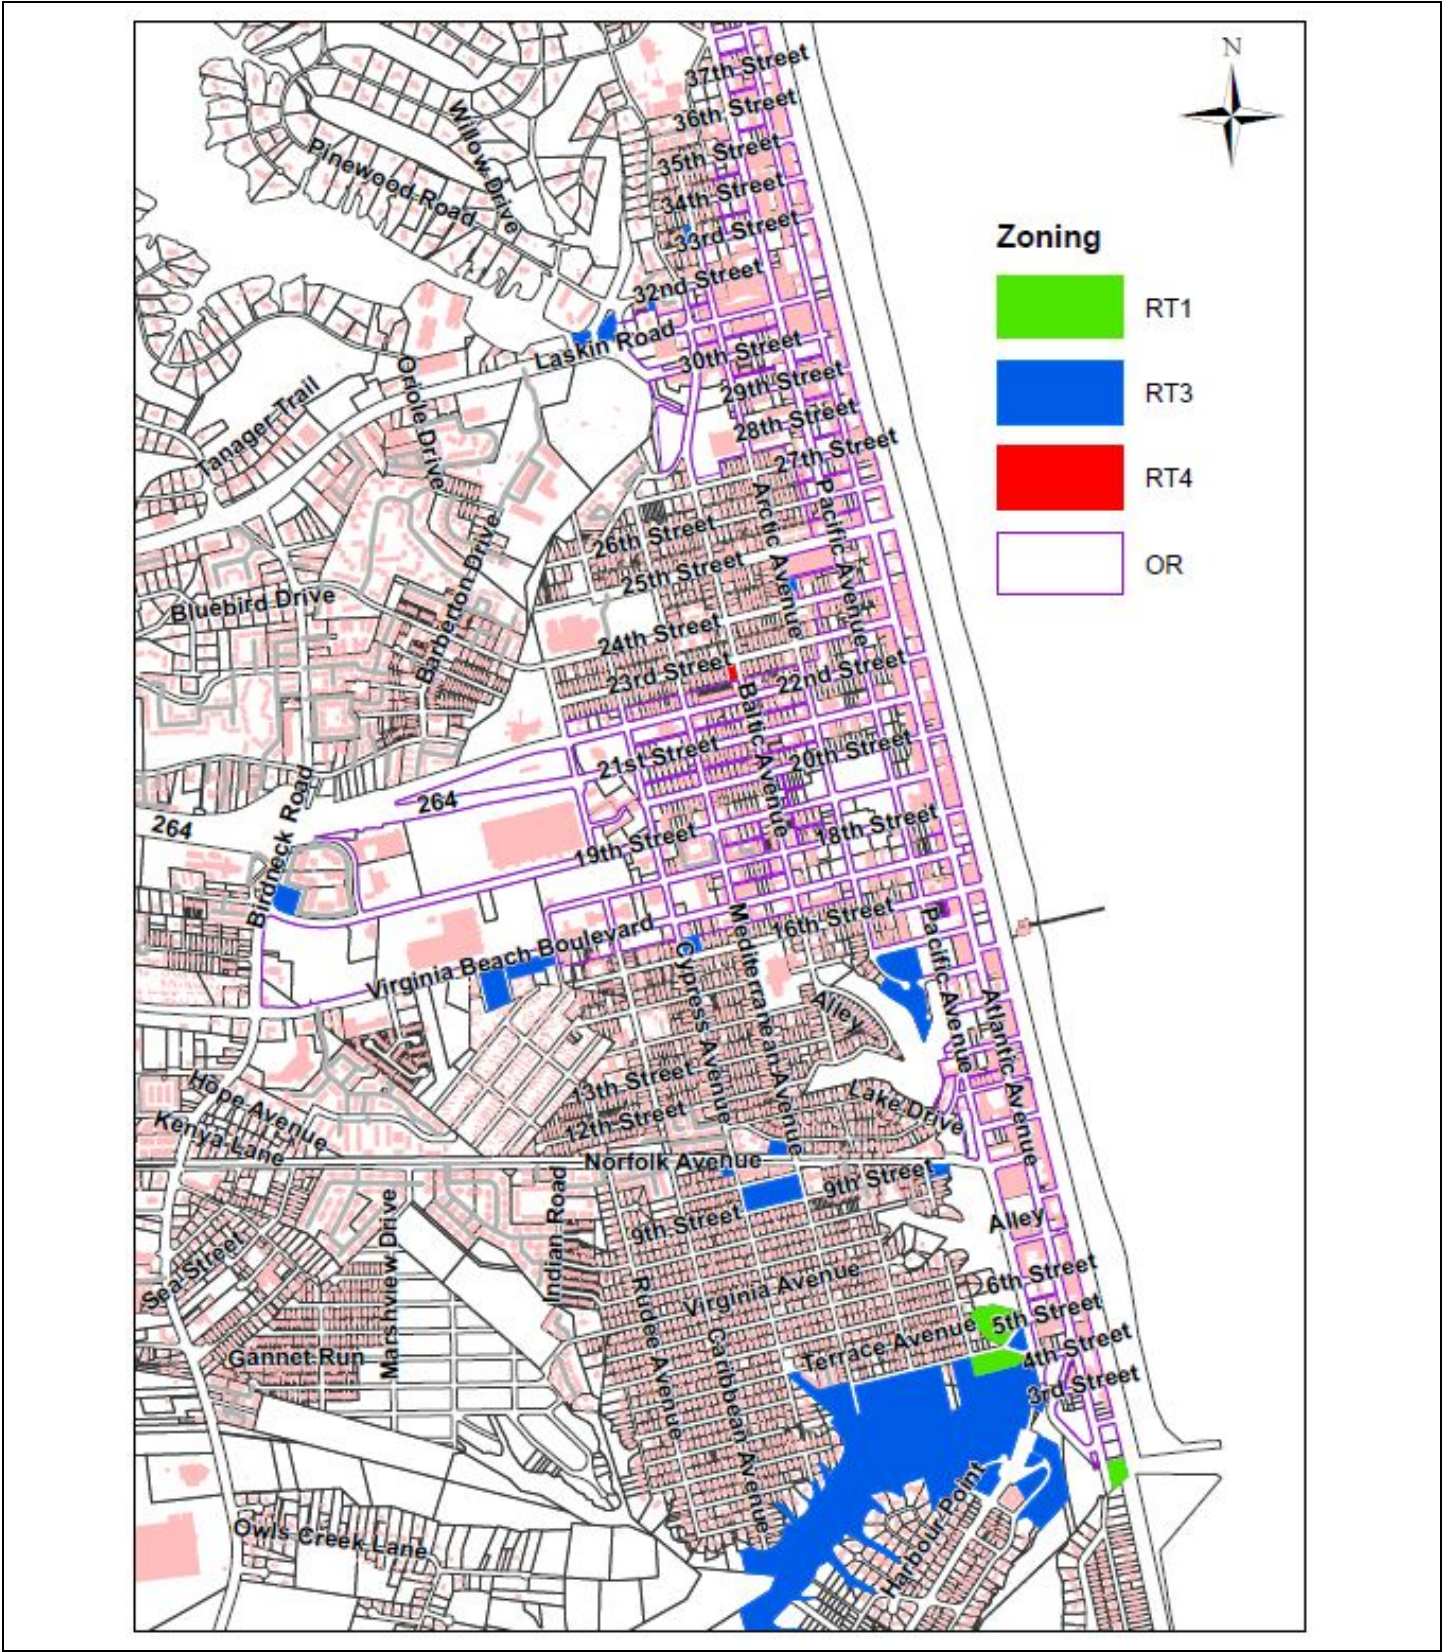 N
37th Street
36th Street
35th Street
34th Street
33rd Street
32nd Street
Willow Drive
Pinewood Road
Zoning
RT1
RT3
RT4
OR
Laskin Road
30th Street
29th Street
28th Street
27th Street
Oriole Drive
Tanager Trail
Arctic Avenue
Pacific Avenue
26th Street
25th Street
Barberton Drive
Bluebird Drive
24th Street
23rd Street
22nd Street
Baltic Avenue
21st Street
20th Street
264
264
Birdneck Road
19th Street
18th Street
16th Street
Virginia Beach Boulevard
Mediterranean Avenue
Cypress Avenue
Pacific Avenue
Atlantic Avenue
Alley
13th Street
12th Street
Lake Drive
Hope Avenue
Kenya Lane
Norfolk Avenue
9th Street
9th Street
Indian Road
Marshview Drive
Sea Street
Alley
6th Street
Virginia Avenue
5th Street
Terrace Avenue
4th Street
3rd Street
Rudee Avenue
Caribbean Avenue
Gannet Run
Harbour Point
Owls Creek Lane